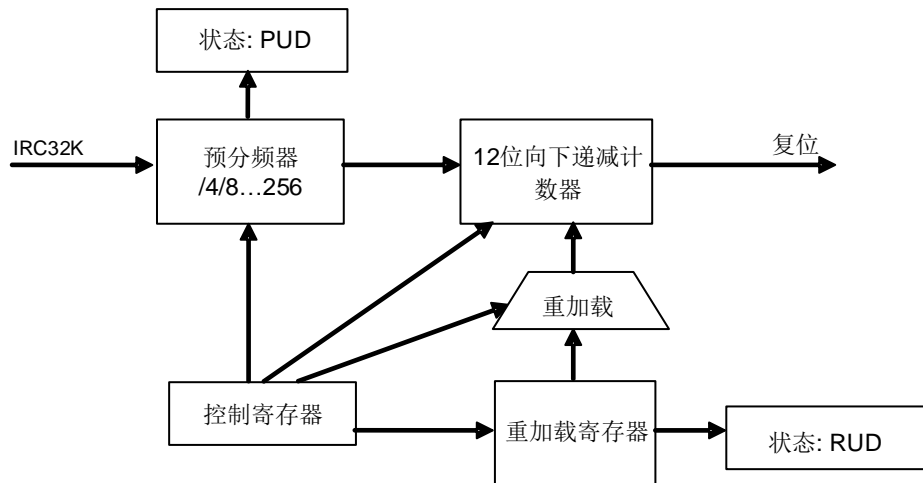 状态: PUD
IRC32K
预分频器
/4/8…256
12位向下递减计
数器
复位
重加载
控制寄存器
重加载寄存器
状态: RUD